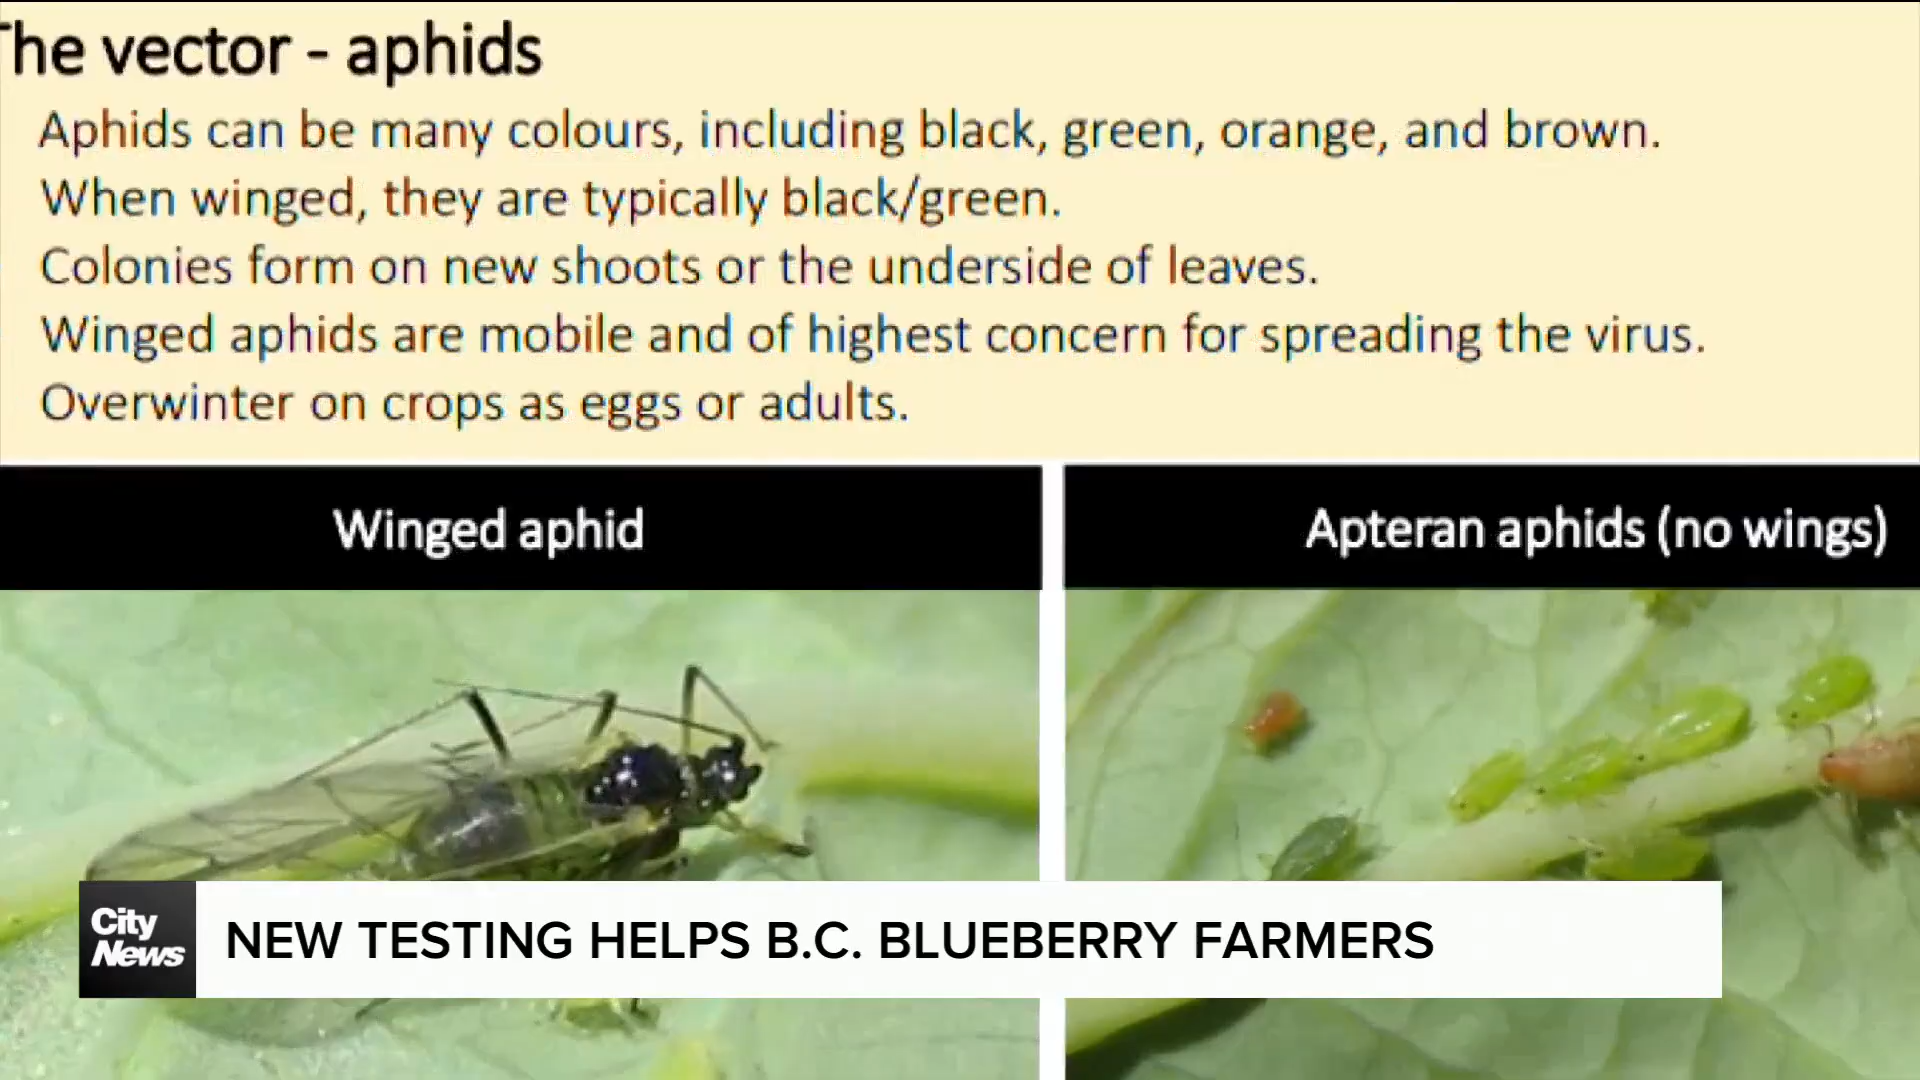 The vector - aphids
Aphids can be many colours, including black, green, orange, and brown.
When winged, they are typically black/green.
Colonies form on new shoots or the underside of leaves.
Winged aphids are mobile and of highest concern for spreading the virus.
Overwinter on crops as eggs or adults.
Winged aphid
Apteran aphids (no wings)
City
News
NEW TESTING HELPS B.C. BLUEBERRY FARMERS